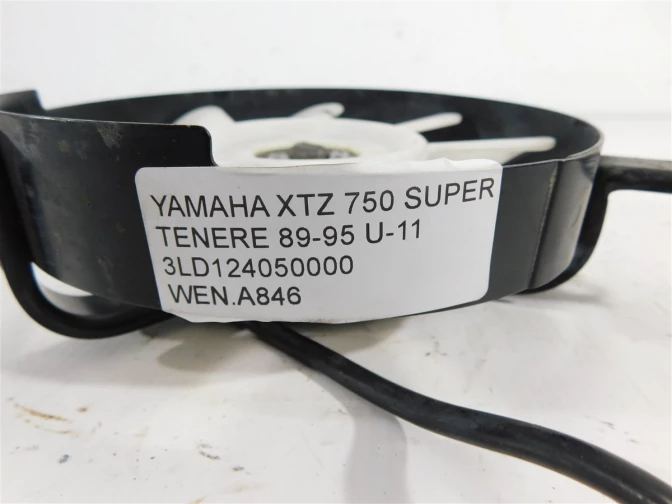 YAMAHA XTZ 750 SUPER
TENERE 89-95 U-11
3LD124050000
WEN.A846